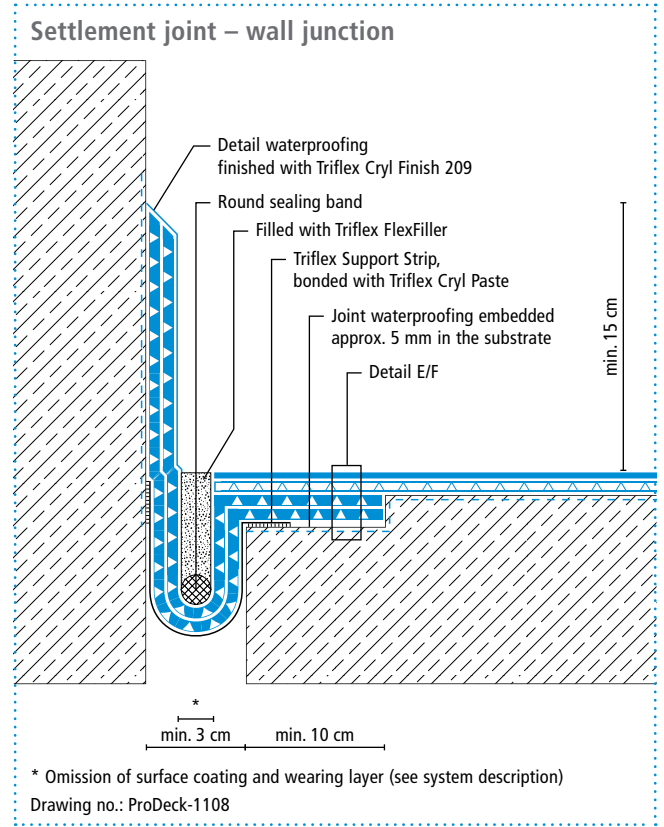 Settlement joint – wall junction
Detail waterproofing
finished with Triflex Cryl Finish 209
Round sealing band
Filled with Triflex FlexFiller
Triflex Support Strip,
bonded with Triflex Cryl Paste
Joint waterproofing embedded
approx. 5 mm in the substrate
Detail E/F
min. 15 cm
*
min. 3 cm
min. 10 cm
* Omission of surface coating and wearing layer (see system description)
Drawing no.: ProDeck-1108